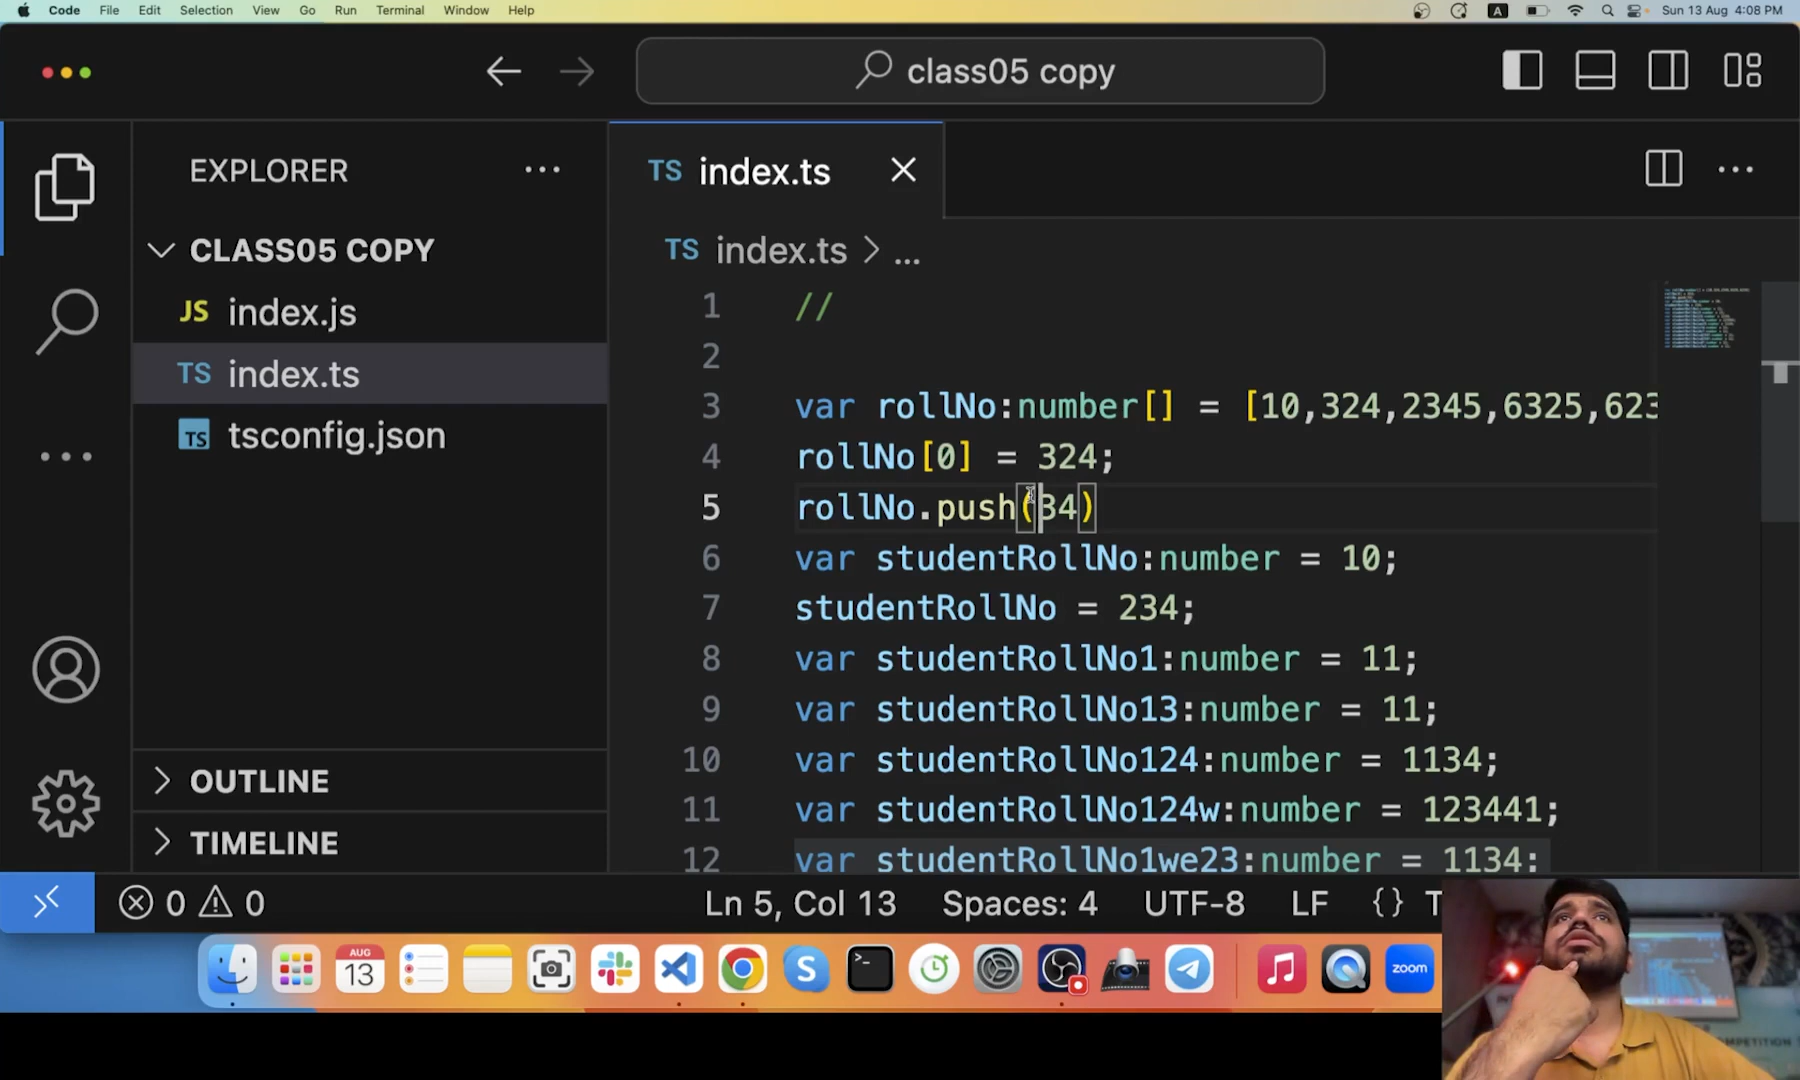 Code File Edit Selection View Go Run Terminal Window Help A Sun 13 Aug 4:08 PM
class05 copy
EXPLORER ...
TS index.ts
CLASS05 COPY
TS index.ts > ...
JS index.js
TS index.ts
TS tsconfig.json
1 //
2
3 var rollNo:number[] = [10,324,2345,6325,623
4 rollNo[0] = 324;
5 rollNo.push(34)
6 var studentRollNo:number = 10;
7 studentRollNo = 234;
8 var studentRollNo1:number = 11;
9 var studentRollNo13:number = 11;
10 var studentRollNo124:number = 1134;
11 var studentRollNo124w:number = 123441;
12 var studentRollNo1we23:number = 1134;
OUTLINE
TIMELINE
0 0 Ln 5, Col 13 Spaces: 4 UTF-8 LF {} T
AUG
13
zoom